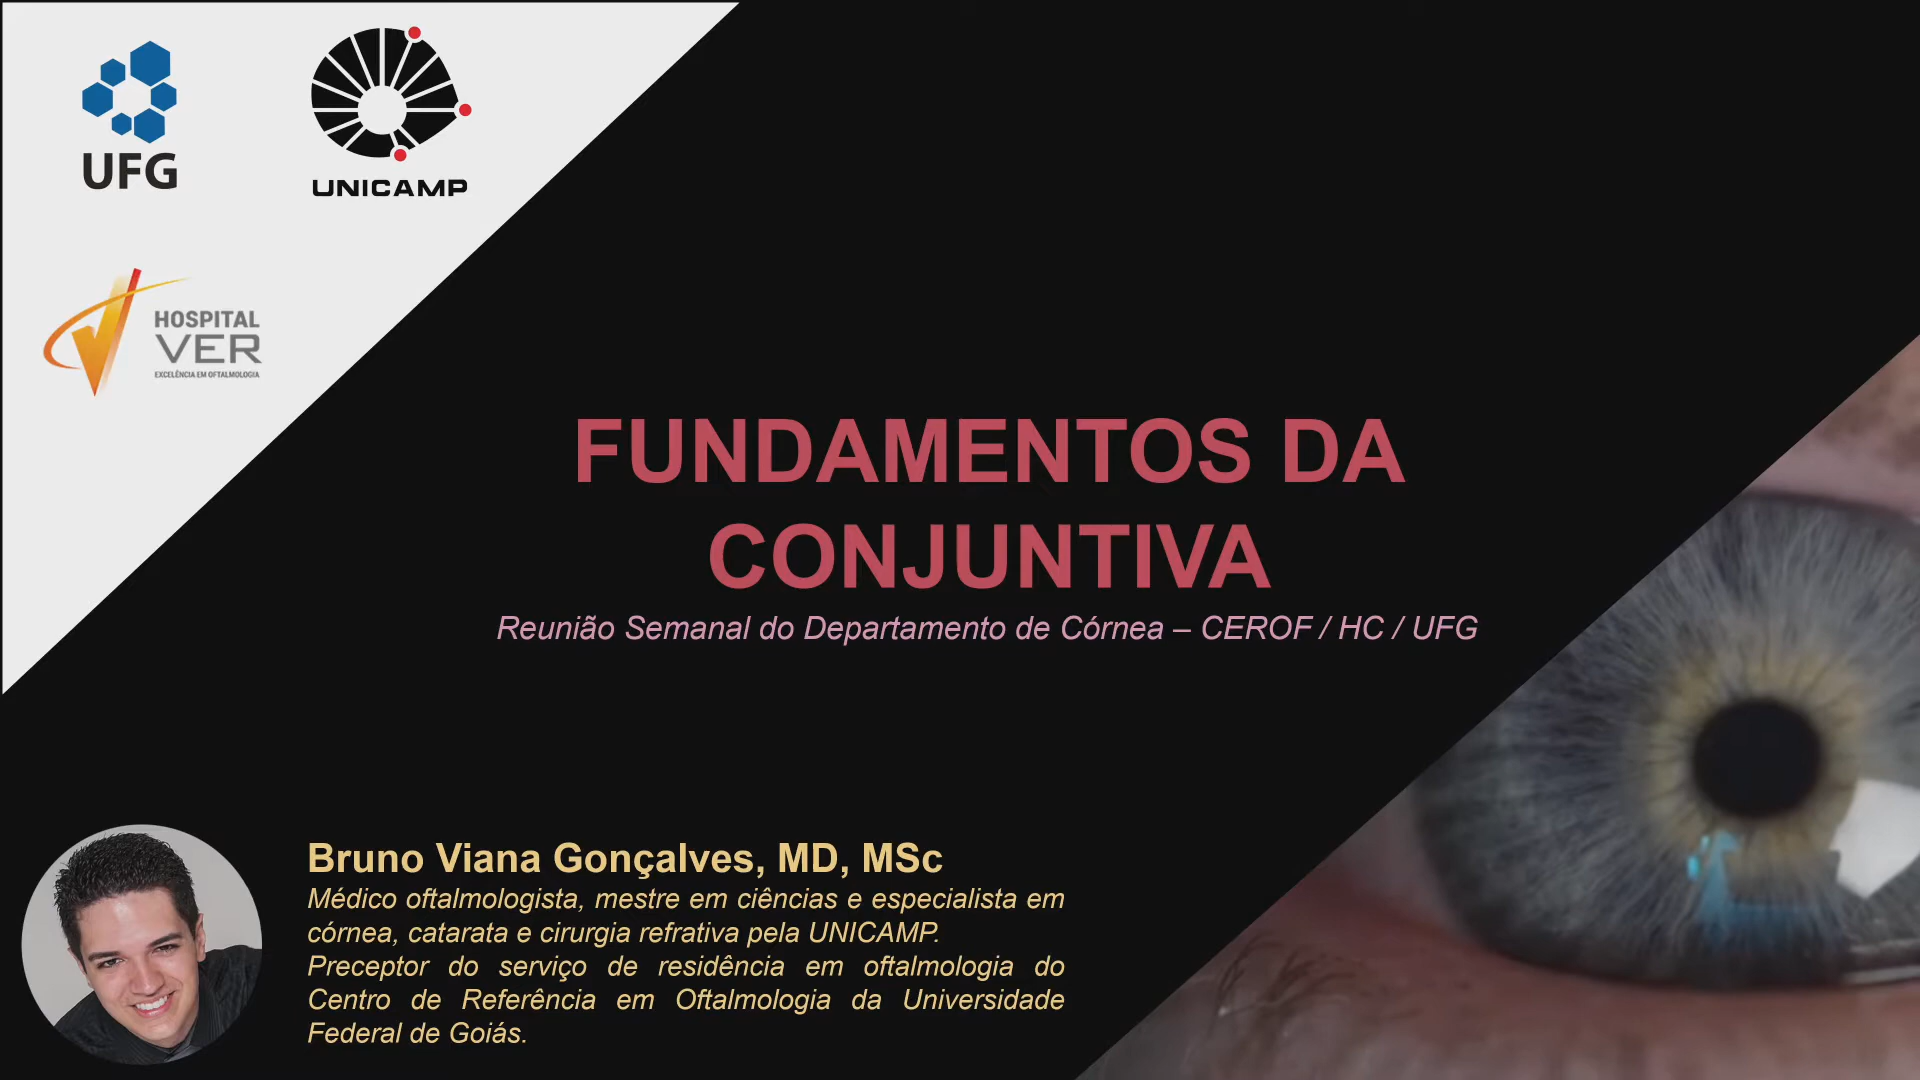 UFG
UNICAMP
HOSPITAL
VER
EXCELÊNCIA EM OFTALMOLOGIA
FUNDAMENTOS DA
CONJUNTIVA
Reunião Semanal do Departamento de Córnea – CEROF / HC / UFG
Bruno Viana Gonçalves, MD, MSc
Médico oftalmologista, mestre em ciências e especialista em
córnea, catarata e cirurgia refrativa pela UNICAMP.
Preceptor do serviço de residência em oftalmologia do
Centro de Referência em Oftalmologia da Universidade
Federal de Goiás.